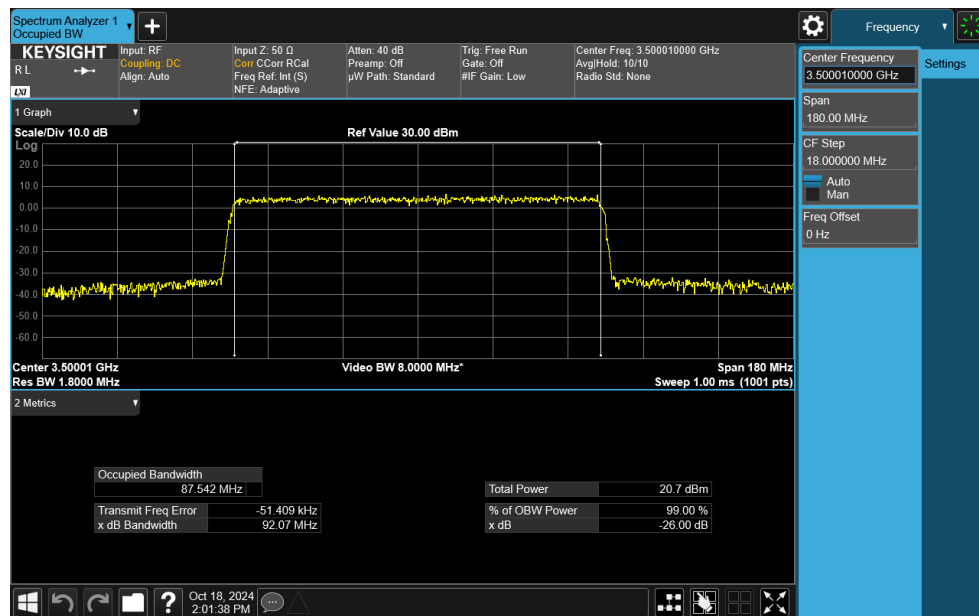 Spectrum Analyzer 1
Occupied BW
Frequency
KEYSIGHT
R L
LXI
Input: RF
Coupling: DC
Align: Auto
Input Z: 50 Ω
Corr CCorr RCal
Freq Ref: Int (S)
NFE: Adaptive
Atten: 40 dB
Preamp: Off
µW Path: Standard
Trig: Free Run
Gate: Off
#IF Gain: Low
Center Freq: 3.500010000 GHz
Avg|Hold: 10/10
Radio Std: None
Center Frequency
3.500010000 GHz
Settings
Span
180.00 MHz
CF Step
18.000000 MHz
Auto
Man
Freq Offset
0 Hz
1 Graph
Scale/Div 10.0 dB
Ref Value 30.00 dBm
Log
20.0
10.0
0.00
-10.0
-20.0
-30.0
-40.0
-50.0
-60.0
Center 3.50001 GHz
Video BW 8.0000 MHz*
Span 180 MHz
Res BW 1.8000 MHz
Sweep 1.00 ms (1001 pts)
2 Metrics
Occupied Bandwidth
87.542 MHz
Total Power 20.7 dBm
Transmit Freq Error -51.409 kHz
% of OBW Power 99.00 %
x dB Bandwidth 92.07 MHz
x dB -26.00 dB
?
Oct 18, 2024
2:01:38 PM